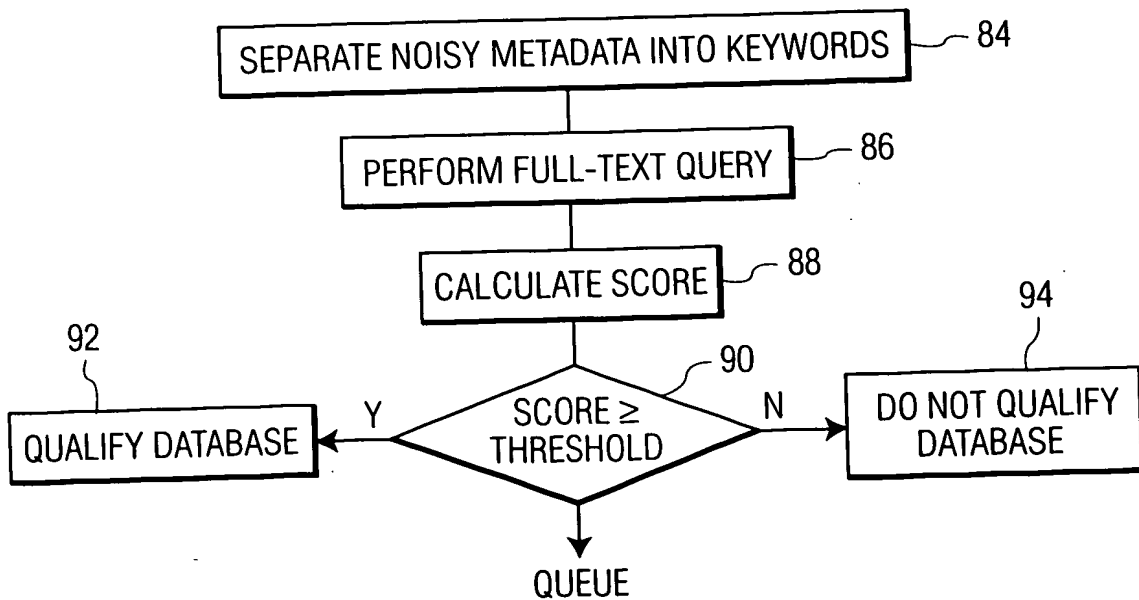 SEPARATE NOISY METADATA INTO KEYWORDS
84
PERFORM FULL-TEXT QUERY
86
CALCULATE SCORE
88
94
92
90
SCORE ≥
THRESHOLD
Y
N
QUALIFY DATABASE
DO NOT QUALIFY
DATABASE
QUEUE